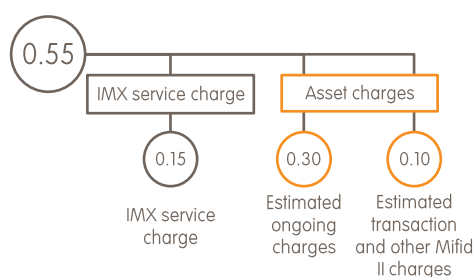 0.55
IMX service charge
Asset charges
0.15
0.30
0.10
IMX service
charge
Estimated
ongoing
charges
Estimated
transaction
and other Mifid
II charges